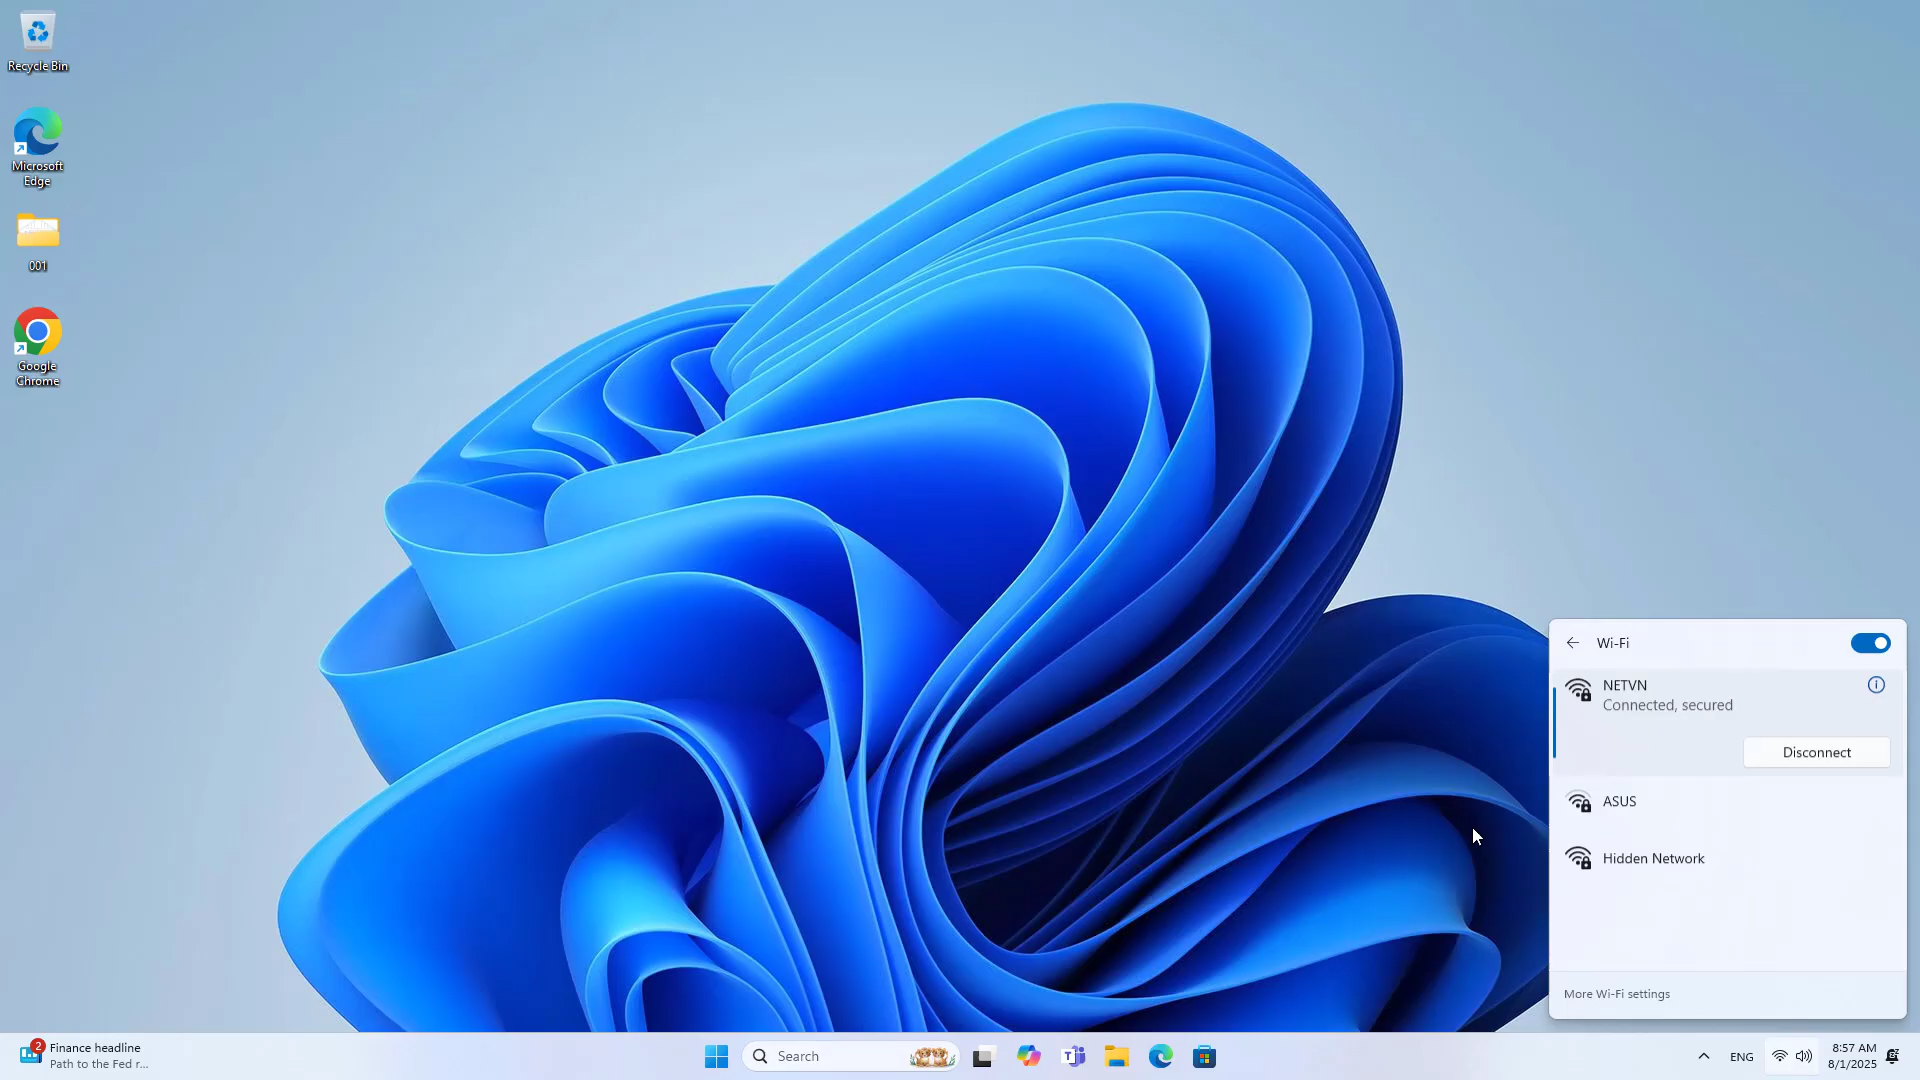 Recycle Bin
Microsoft
Edge
001
Google
Chrome
Wi-Fi
NETVN
Connected, secured
Disconnect
ASUS
Hidden Network
More Wi-Fi settings
2
Finance headline
Path to the Fed r...
Search
ENG
8:57 AM
8/1/2025